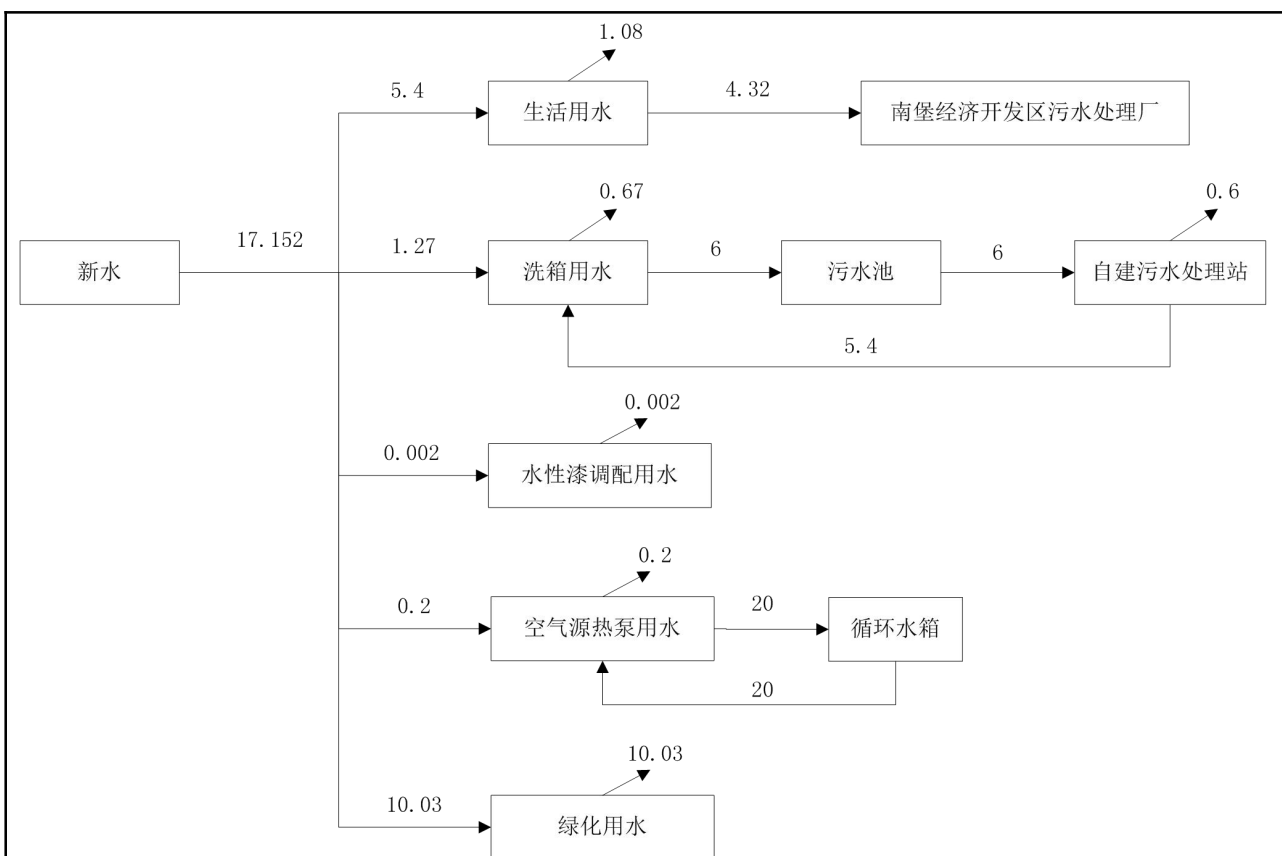 1.08
5.4
生活用水
4.32
南堡经济开发区污水处理厂
0.67
0.6
新水
17.152
1.27
洗箱用水
6
污水池
6
自建污水处理站
5.4
0.002
0.002
水性漆调配用水
0.2
0.2
空气源热泵用水
20
循环水箱
20
10.03
10.03
绿化用水